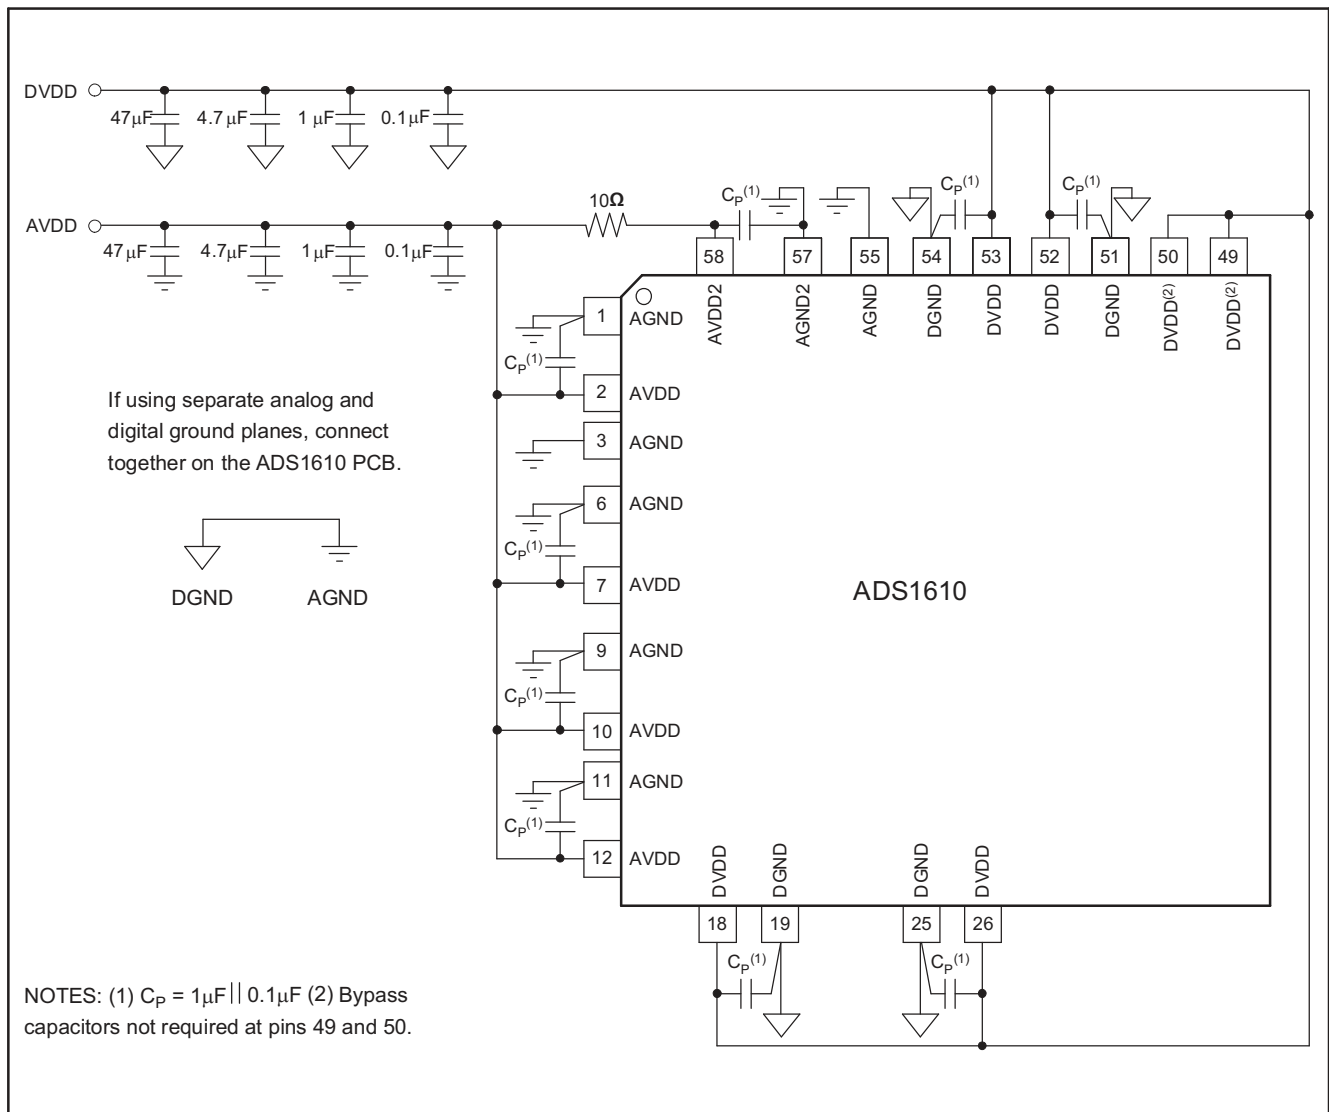 DVDD
47μF
4.7μF
1 μF
0.1μF
10Ω
C_P(1)
C_P(1)
C_P(1)
AVDD
47μF
4.7μF
1μF
0.1μF
58
57
55
54
53
52
51
50
49
AVDD2
AGND2
AGND
DGND
DVDD
DVDD
DGND
DVDD(2)
DVDD(2)
1
AGND
C_P(1)
2
AVDD
3
AGND
6
AGND
C_P(1)
7
AVDD
9
AGND
C_P(1)
10
AVDD
11
AGND
C_P(1)
12
AVDD
If using separate analog and
digital ground planes, connect
together on the ADS1610 PCB.
DGND
AGND
ADS1610
DVDD
DGND
DGND
DVDD
18
19
25
26
C_P(1)
C_P(1)
NOTES: (1) C_P = 1μF || 0.1μF (2) Bypass
capacitors not required at pins 49 and 50.